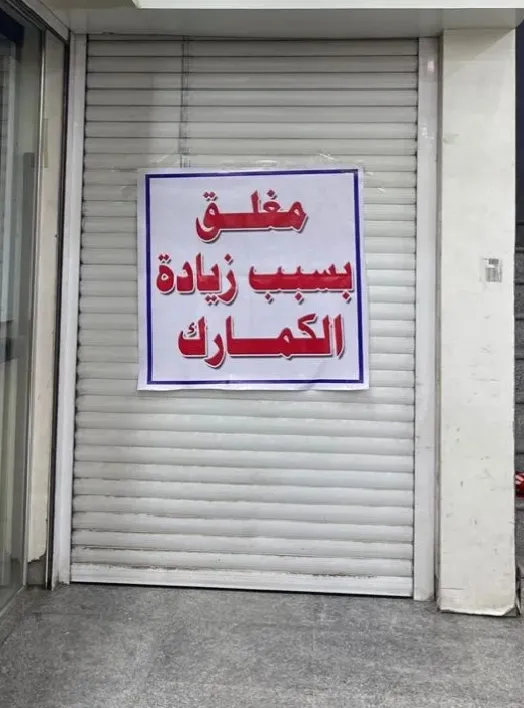 مغلق
بسبب زيادة
الكمارك